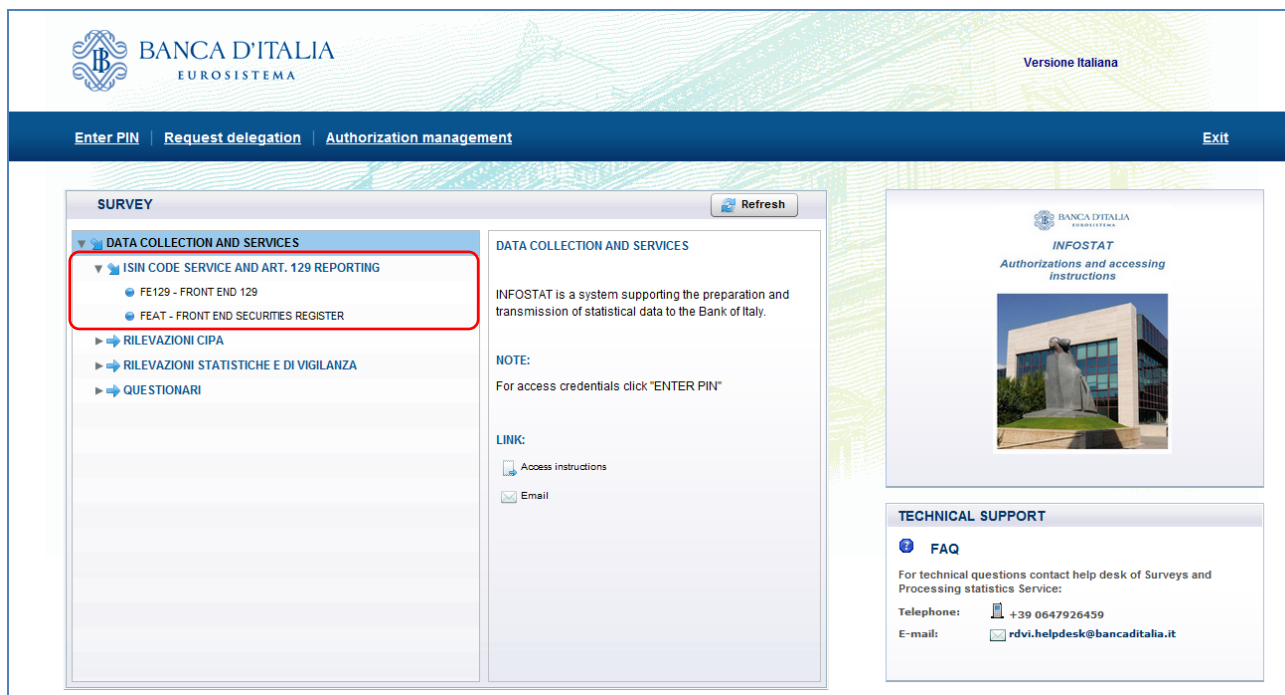 BANCA D'ITALIA
EUROSISTEMA
Versione Italiana
Enter PIN | Request delegation | Authorization management
Exit
SURVEY
Refresh
DATA COLLECTION AND SERVICES
ISIN CODE SERVICE AND ART. 129 REPORTING
FE129 - FRONT END 129
FEAT - FRONT END SECURITIES REGISTER
RILEVAZIONI CIPA
RILEVAZIONI STATISTICHE E DI VIGILANZA
QUESTIONARI
DATA COLLECTION AND SERVICES
INFOSTAT is a system supporting the preparation and
transmission of statistical data to the Bank of Italy.
NOTE:
For access credentials click "ENTER PIN"
LINK:
Access instructions
Email
BANCA D'ITALIA
EUROSISTEMA
INFOSTAT
Authorizations and accessing
instructions
TECHNICAL SUPPORT
FAQ
For technical questions contact help desk of Surveys and
Processing statistics Service:
Telephone: +39 0647926459
E-mail: rdvi.helpdesk@bancaditalia.it